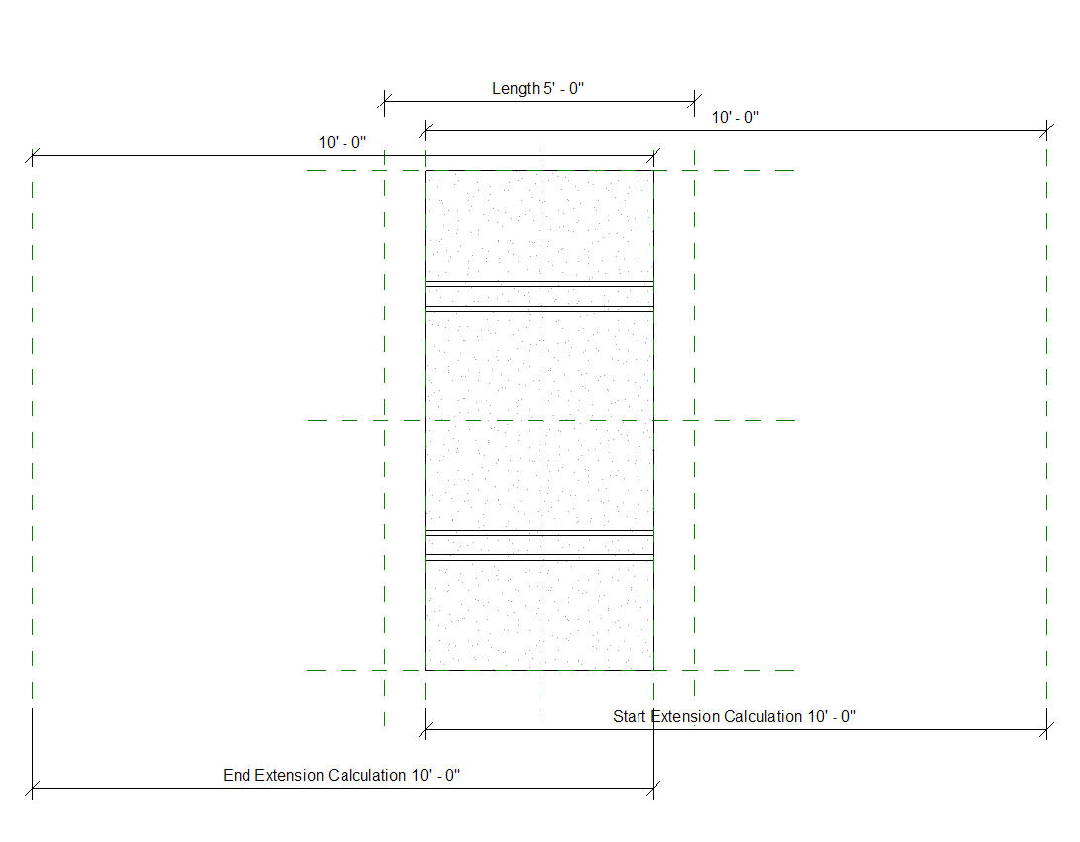 Length 5' - 0"
10' - 0"
10' - 0"
Start Extension Calculation 10' - 0"
End Extension Calculation 10' - 0"